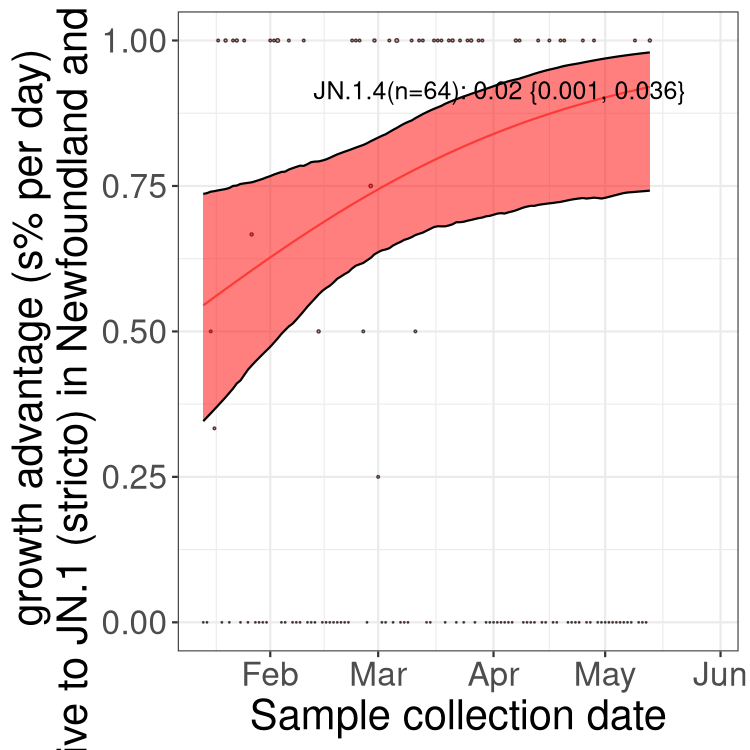 growth advantage (s% per day)
ive to JN.1 (stricto) in Newfoundland and
1.00
0.75
0.50
0.25
0.00
JN.1.4(n=64): 0.02 {0.001, 0.036}
Feb Mar Apr May Jun
Sample collection date